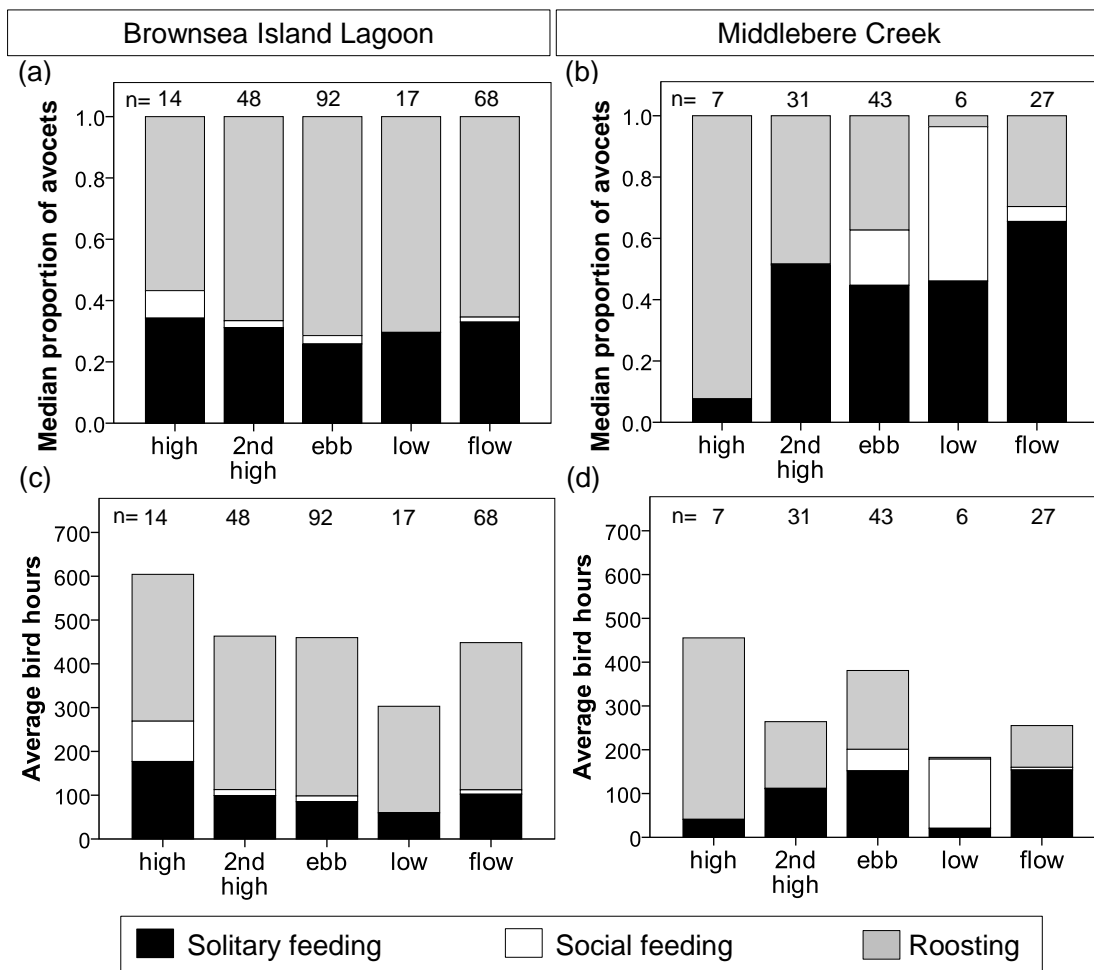 Brownsea Island Lagoon
Middlebere Creek
(a)
n= 14 48 92 17 68
Median proportion of avocets
1.0
0.8
0.6
0.4
0.2
0.0
high 2nd high ebb low flow
(b)
n= 7 31 43 6 27
Median proportion of avocets
1.0
0.8
0.6
0.4
0.2
0.0
high 2nd high ebb low flow
(c)
n= 14 48 92 17 68
Average bird hours
700
600
500
400
300
200
100
0
high 2nd high ebb low flow
(d)
n= 7 31 43 6 27
Average bird hours
700
600
500
400
300
200
100
0
high 2nd high ebb low flow
Solitary feeding Social feeding Roosting